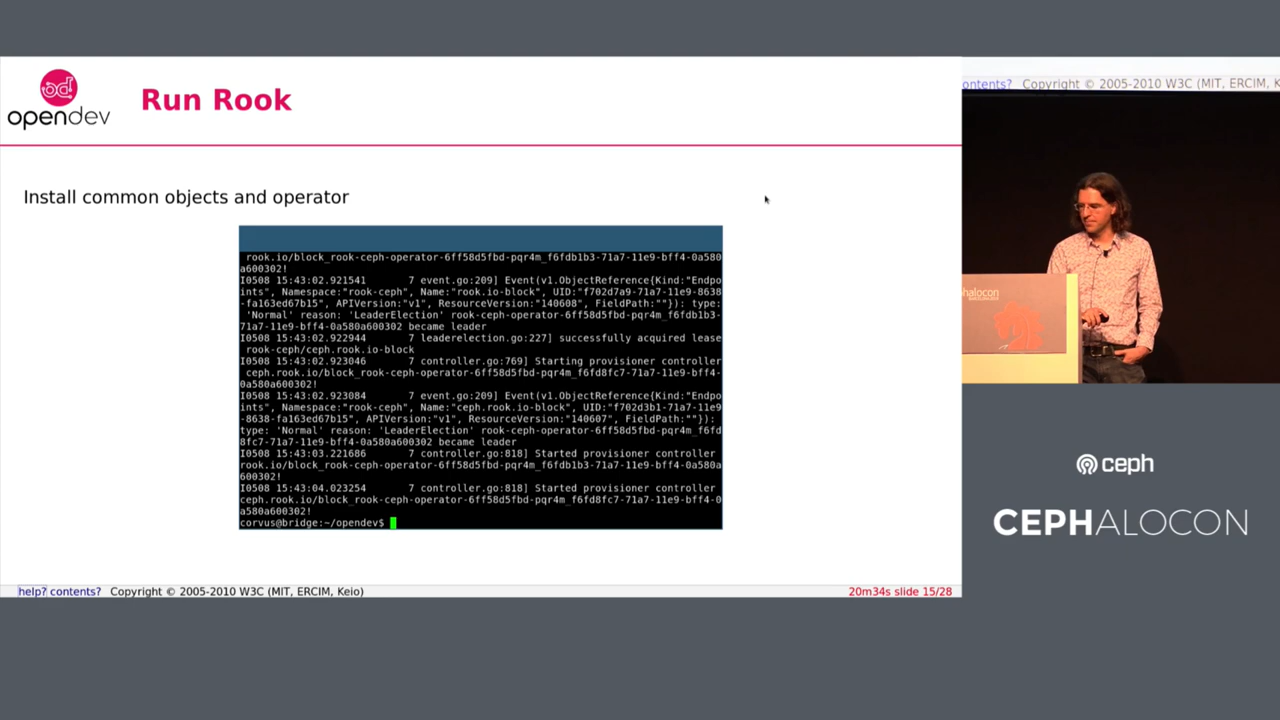 opendev
Run Rook
Install common objects and operator
rook.io/block_rook-ceph-operator-6ff58d5fbd-pqr4m_f6fdb1b3-71a7-11e9-bff4-0a580
a600302!
I0508 15:43:02.921541       7 event.go:209] Event(v1.ObjectReference{Kind:"Endpo
ints", Namespace:"rook-ceph", Name:"rook.io-block", UID:"f702d7a9-71a7-11e9-8638
-fa163ed67b15", APIVersion:"v1", ResourceVersion:"140608", FieldPath:""}): type:
'Normal' reason: 'LeaderElection' rook-ceph-operator-6ff58d5fbd-pqr4m_f6fdb1b3-
71a7-11e9-bff4-0a580a600302 became leader
I0508 15:43:02.922944       7 leaderelection.go:227] successfully acquired lease
rook-ceph/ceph.rook.io-block
I0508 15:43:02.923046       7 controller.go:769] Starting provisioner controller
ceph.rook.io/block_rook-ceph-operator-6ff58d5fbd-pqr4m_f6fd8fc7-71a7-11e9-bff4-
0a580a600302!
I0508 15:43:02.923084       7 event.go:209] Event(v1.ObjectReference{Kind:"Endpo
ints", Namespace:"rook-ceph", Name:"ceph.rook.io-block", UID:"f702d3b1-71a7-11e9
-8638-fa163ed67b15", APIVersion:"v1", ResourceVersion:"140607", FieldPath:""}):
type: 'Normal' reason: 'LeaderElection' rook-ceph-operator-6ff58d5fbd-pqr4m_f6fd
8fc7-71a7-11e9-bff4-0a580a600302 became leader
I0508 15:43:03.221686       7 controller.go:818] Started provisioner controller
rook.io/block_rook-ceph-operator-6ff58d5fbd-pqr4m_f6fdb1b3-71a7-11e9-bff4-0a580a
600302!
I0508 15:43:04.023254       7 controller.go:818] Started provisioner controller
ceph.rook.io/block_rook-ceph-operator-6ff58d5fbd-pqr4m_f6fd8fc7-71a7-11e9-bff4-0
a580a600302!
corvus@bridge:~/opendev$
help? contents? Copyright © 2005-2010 W3C (MIT, ERCIM, Keio)
20m34s slide 15/28
ontents? Copyright © 2005-2010 W3C (MIT, ERCIM, K
halocon
ceph
CEPHALOCON